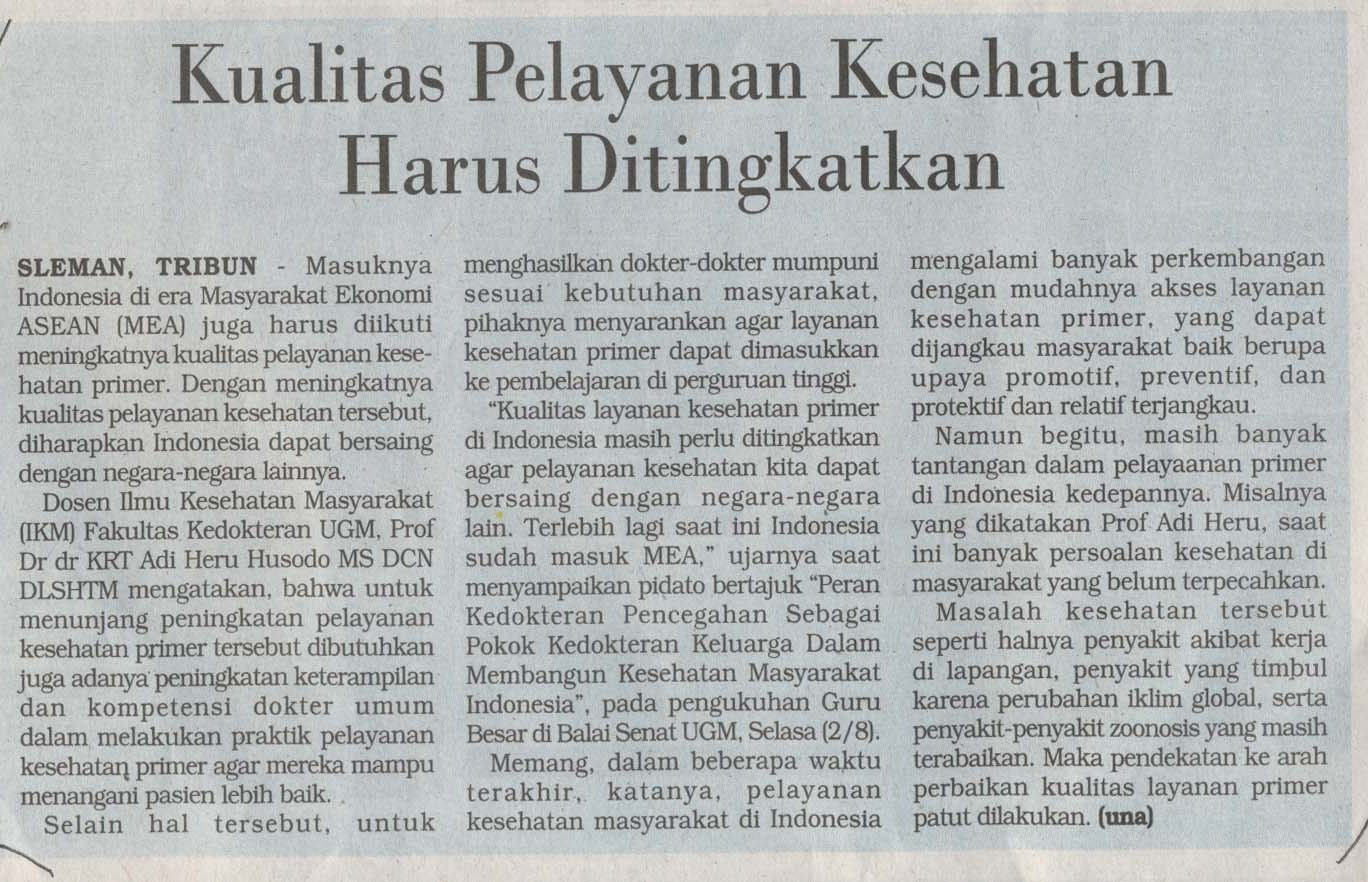 Kualitas Pelayanan Kesehatan
Harus Ditingkatkan
SLEMAN, TRIBUN - Masuknya
Indonesia di era Masyarakat Ekonomi
ASEAN (MEA) juga harus diikuti
meningkatnya kualitas pelayanan kese-
hatan primer. Dengan meningkatnya
kualitas pelayanan kesehatan tersebut,
diharapkan Indonesia dapat bersaing
dengan negara-negara lainnya.
Dosen Ilmu Kesehatan Masyarakat
(IKM) Fakultas Kedokteran UGM, Prof
Dr dr KRT Adi Heru Husodo MS DCN
DLSHTM mengatakan, bahwa untuk
menunjang peningkatan pelayanan
kesehatan primer tersebut dibutuhkan
juga adanya peningkatan keterampilan
dan kompetensi dokter umum
dalam melakukan praktik pelayanan
kesehatan primer agar mereka mampu
menangani pasien lebih baik.
Selain hal tersebut, untuk
menghasilkan dokter-dokter mumpuni
sesuai kebutuhan masyarakat,
pihaknya menyarankan agar layanan
kesehatan primer dapat dimasukkan
ke pembelajaran di perguruan tinggi.
"Kualitas layanan kesehatan primer
di Indonesia masih perlu ditingkatkan
agar pelayanan kesehatan kita dapat
bersaing dengan negara-negara
lain. Terlebih lagi saat ini Indonesia
sudah masuk MEA," ujarnya saat
menyampaikan pidato bertajuk "Peran
Kedokteran Pencegahan Sebagai
Pokok Kedokteran Keluarga Dalam
Membangun Kesehatan Masyarakat
Indonesia", pada pengukuhan Guru
Besar di Balai Senat UGM, Selasa (2/8).
Memang, dalam beberapa waktu
terakhir, katanya, pelayanan
kesehatan masyarakat di Indonesia
mengalami banyak perkembangan
dengan mudahnya akses layanan
kesehatan primer, yang dapat
dijangkau masyarakat baik berupa
upaya promotif, preventif, dan
protektif dan relatif terjangkau.
Namun begitu, masih banyak
tantangan dalam pelayaanan primer
di Indonesia kedepannya. Misalnya
yang dikatakan Prof Adi Heru, saat
ini banyak persoalan kesehatan di
masyarakat yang belum terpecahkan.
Masalah kesehatan tersebut
seperti halnya penyakit akibat kerja
di lapangan, penyakit yang timbul
karena perubahan iklim global, serta
penyakit-penyakit zoonosis yang masih
terabaikan. Maka pendekatan ke arah
perbaikan kualitas layanan primer
patut dilakukan. (una)